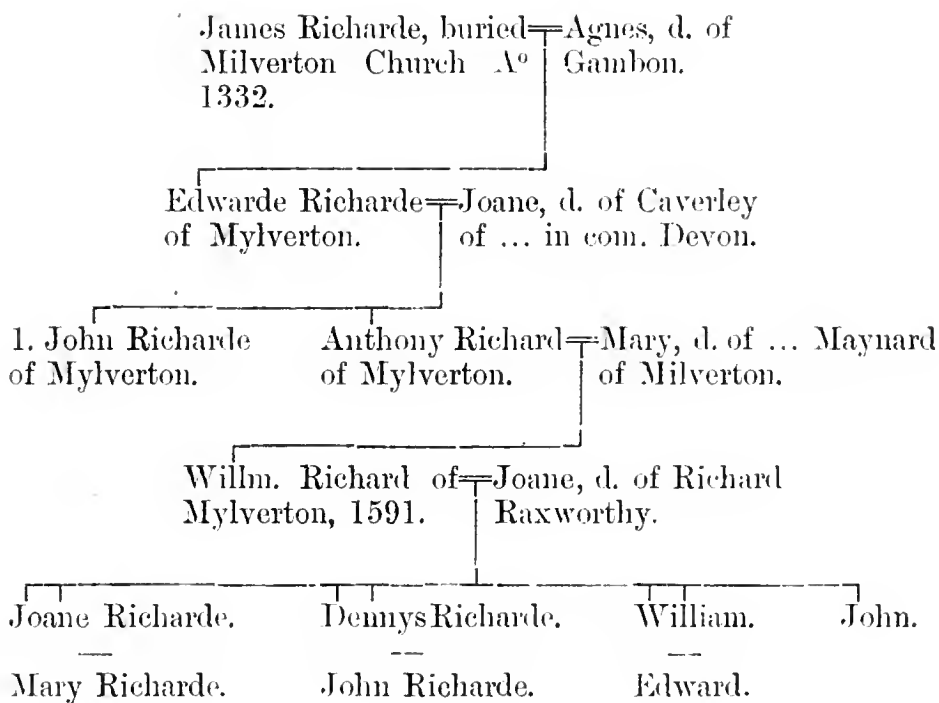 James Richarde, buried Agnes, d. of
Milverton Church Aº Gambon.
1332.
Edwarde Richarde Joane, d. of Caverley
of Mylverton. of ... in com. Devon.
1. John Richarde Anthony Richard Mary, d. of ... Maynard
of Mylverton. of Mylverton. of Milverton.
Willm. Richard of Joane, d. of Richard
Mylverton, 1591. Raxworthy.
Joane Richarde. Dennys Richarde. William. John.
Mary Richarde. John Richarde. Edward.